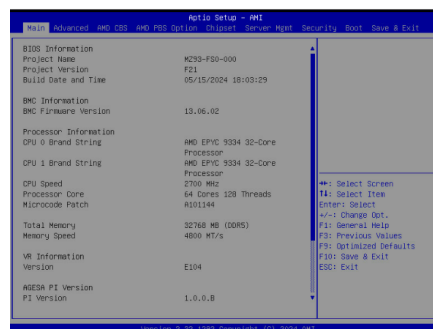 Aptio Setup - AMI
Main Advanced AMD CBS AMD PBS Option Chipset Server Mgmt Security Boot Save & Exit
BIOS Information
Project Name MZ93-FS0-000
Project Version F21
Build Date and Time 05/15/2024 18:03:29
BMC Information
BMC Firmware Version 13.06.02
Processor Information
CPU 0 Brand String AMD EPYC 9334 32-Core
Processor
CPU 1 Brand String AMD EPYC 9334 32-Core
Processor
CPU Speed 2700 MHz
Processor Core 64 Cores 128 Threads
Microcode Patch A101144
Total Memory 32768 MB (DDR5)
Memory Speed 4800 MT/s
VR Information
Version E104
AGESA PI Version
PI Version 1.0.0.B
→←: Select Screen
↑↓: Select Item
Enter: Select
+/-: Change Opt.
F1: General Help
F3: Previous Values
F9: Optimized Defaults
F10: Save & Exit
ESC: Exit